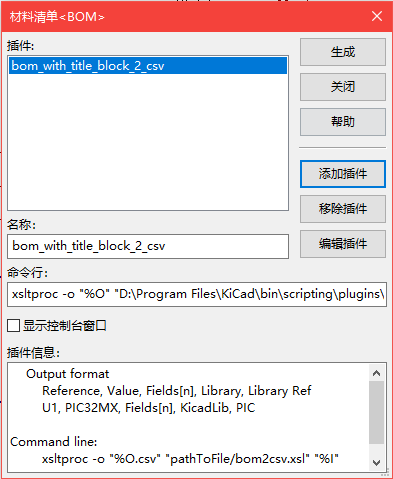 材料清单<BOM>
插件:
bom_with_title_block_2_csv
生成
关闭
帮助
添加插件
移除插件
编辑插件
名称:
bom_with_title_block_2_csv
命令行:
xsltproc -o "%O" "D:\Program Files\KiCad\bin\scripting\plugins\
显示控制台窗口
插件信息:
Output format
Reference, Value, Fields[n], Library, Library Ref
U1, PIC32MX, Fields[n], KicadLib, PIC
Command line:
xsltproc -o "%O.csv" "pathToFile/bom2csv.xsl" "%I"